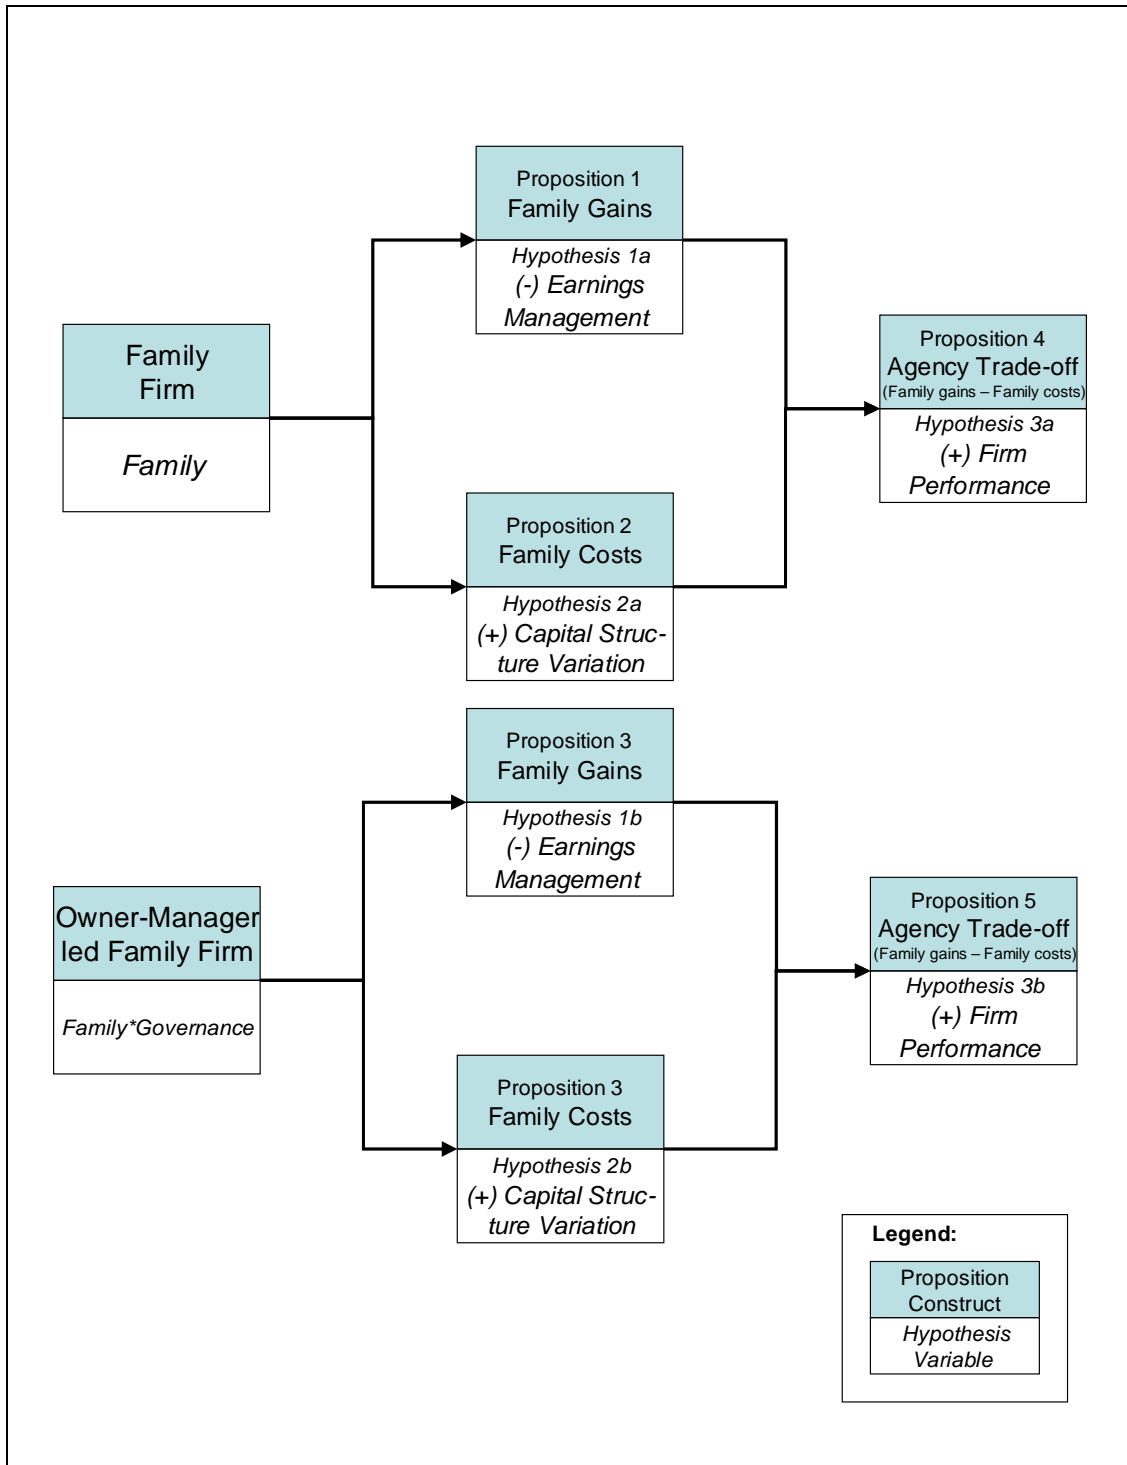 Proposition 1
Family Gains
Hypothesis 1a
(-) Earnings
Management
Family
Firm
Family
Proposition 2
Family Costs
Hypothesis 2a
(+) Capital Struc-
ture Variation
Proposition 4
Agency Trade-off
(Family gains – Family costs)
Hypothesis 3a
(+) Firm
Performance
Proposition 3
Family Gains
Hypothesis 1b
(-) Earnings
Management
Owner-Manager
led Family Firm
Family*Governance
Proposition 3
Family Costs
Hypothesis 2b
(+) Capital Struc-
ture Variation
Proposition 5
Agency Trade-off
(Family gains – Family costs)
Hypothesis 3b
(+) Firm
Performance
Legend:
Proposition
Construct
Hypothesis
Variable